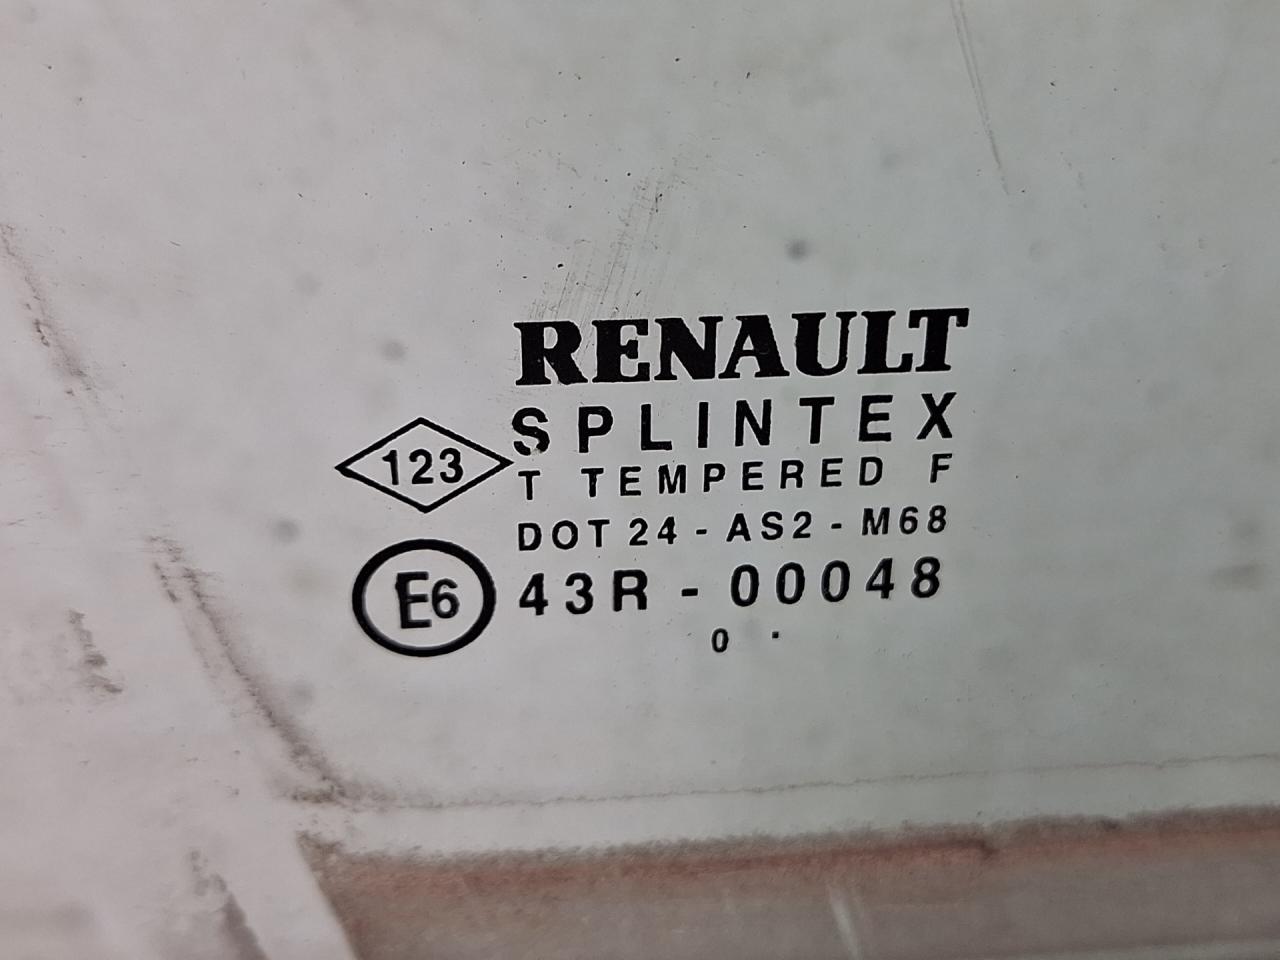 RENAULT
SPLINTEX
123
T TEMPERED F
DOT 24 - AS2 - M68
E6 43R - 00048
0 .